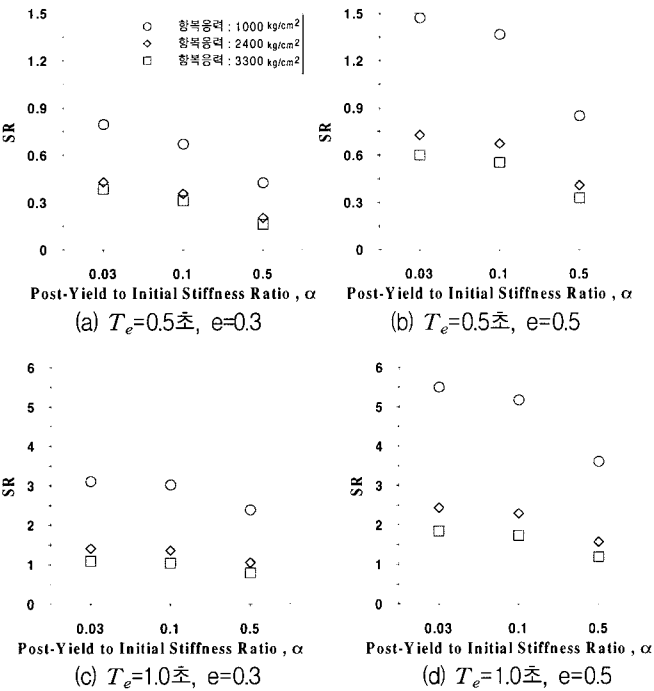 1.5
1.2
0.9
0.6
0.3
0
SR
항복응력 : 1000 kg/cm2
항복응력 : 2400 kg/cm2
항복응력 : 3300 kg/cm2
0.03 0.1 0.5
Post-Yield to Initial Stiffness Ratio , α
(a) Te=0.5초, e=0.3
1.5
1.2
0.9
0.6
0.3
0
SR
0.03 0.1 0.5
Post-Yield to Initial Stiffness Ratio , α
(b) Te=0.5초, e=0.5
6
5
4
3
2
1
0
SR
0.03 0.1 0.5
Post-Yield to Initial Stiffness Ratio , α
(c) Te=1.0초, e=0.3
6
5
4
3
2
1
0
SR
0.03 0.1 0.5
Post-Yield to Initial Stiffness Ratio , α
(d) Te=1.0초, e=0.5